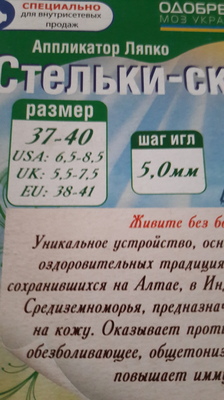 СПЕЦИАЛЬНО
для внутрисетевых
продаж
ОДОБРЕ
МОЗ УКРА
Аппликатор Ляпко
Стельки-ск
размер
37-40
USA: 6,5-8,5
UK: 5,5-7,5
EU: 38-41
шаг игл
5,0мм
Живите без бо
Уникальное устройство, осн
оздоровительных традиция
сохранившихся на Алтае, в Ин
Средиземноморья, предназнач
на кожу. Оказывает проти
обезболивающее, общетониз
повышает имм